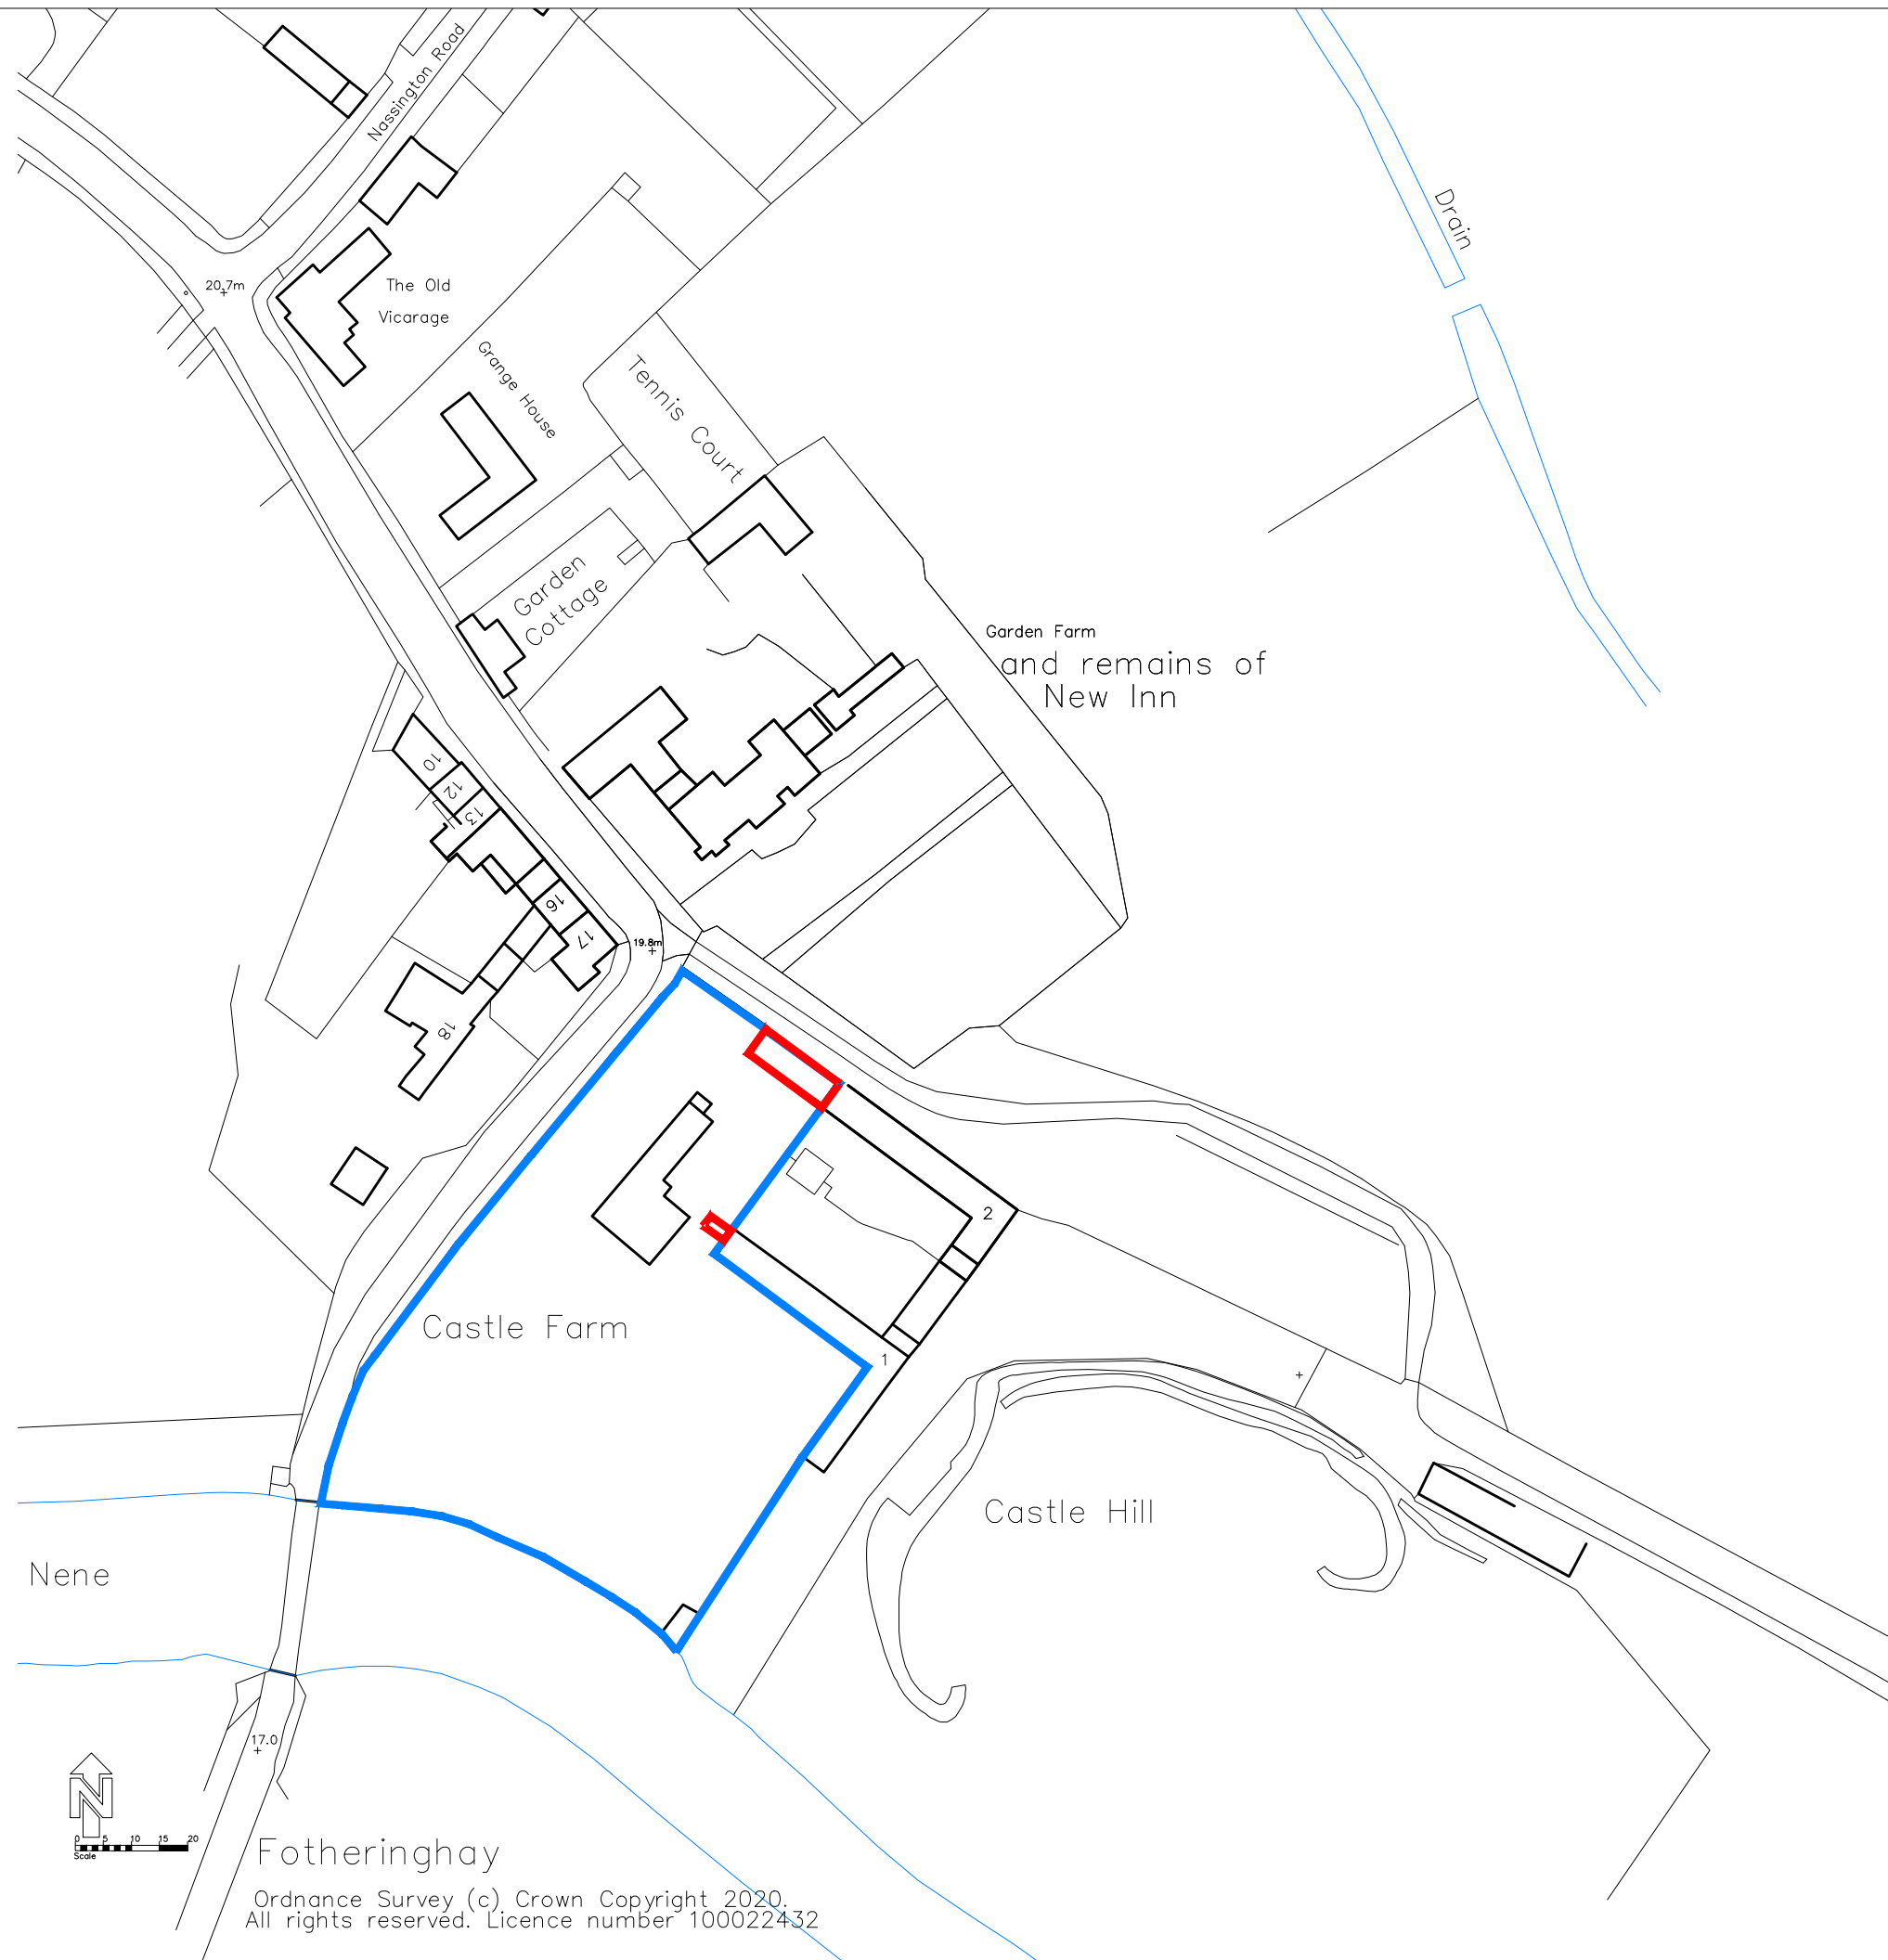 Nassington Road
Drain
20.7m
The Old
Vicarage
Grange House
Tennis Court
Garden
Cottage
Garden Farm
and remains of
New Inn
10
12
13
16
17
19.8m
18
2
1
Castle Farm
Castle Hill
Nene
17.0
N
0 5 10 15 20
Scale
Fotheringhay
Ordnance Survey (c) Crown Copyright 2020.
All rights reserved. Licence number 100022432